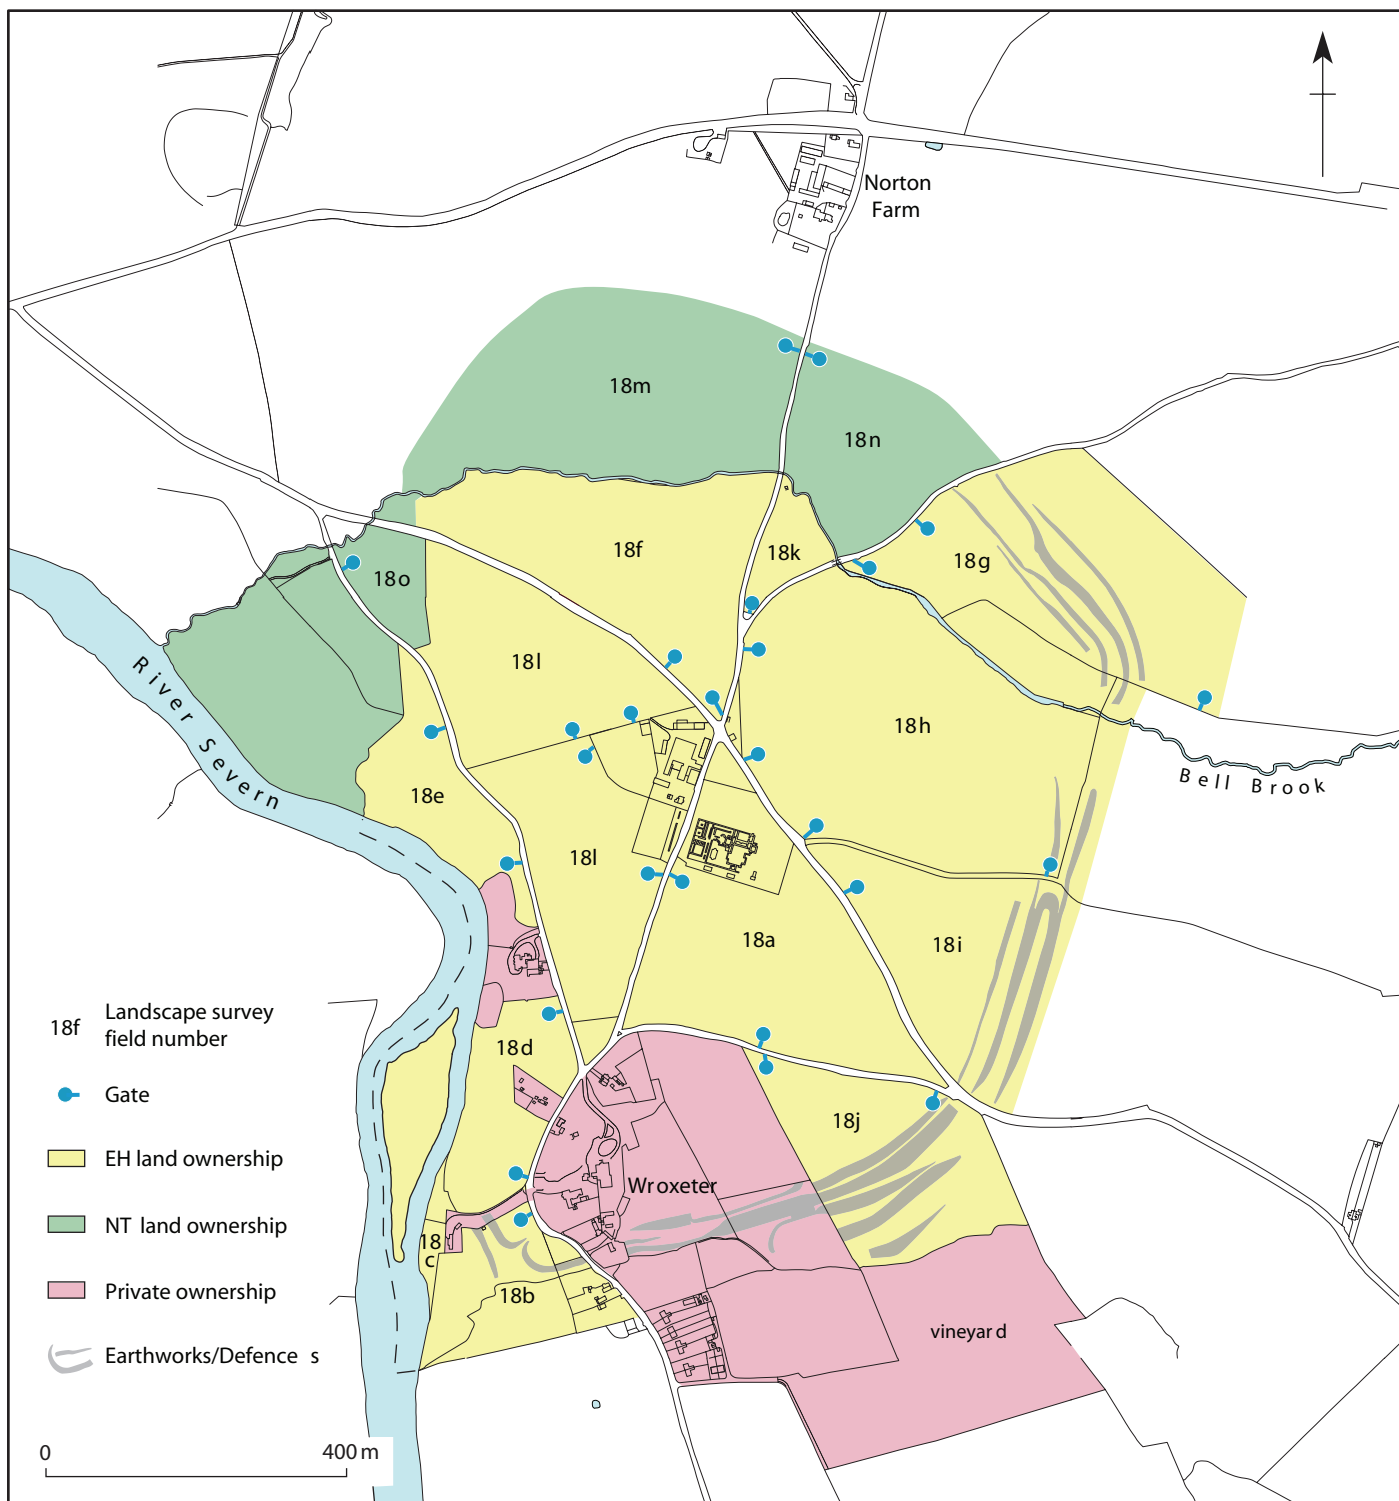 Norton
Farm
18m
18n
18f
18k
18g
18o
18l
River Severn
18h
Bell Brook
18e
18l
18a
18i
18d
18j
Wroxeter
18
c
18b
vineyard
18f
Landscape survey
field number
Gate
EH land ownership
NT land ownership
Private ownership
Earthworks/Defence s
0
400 m